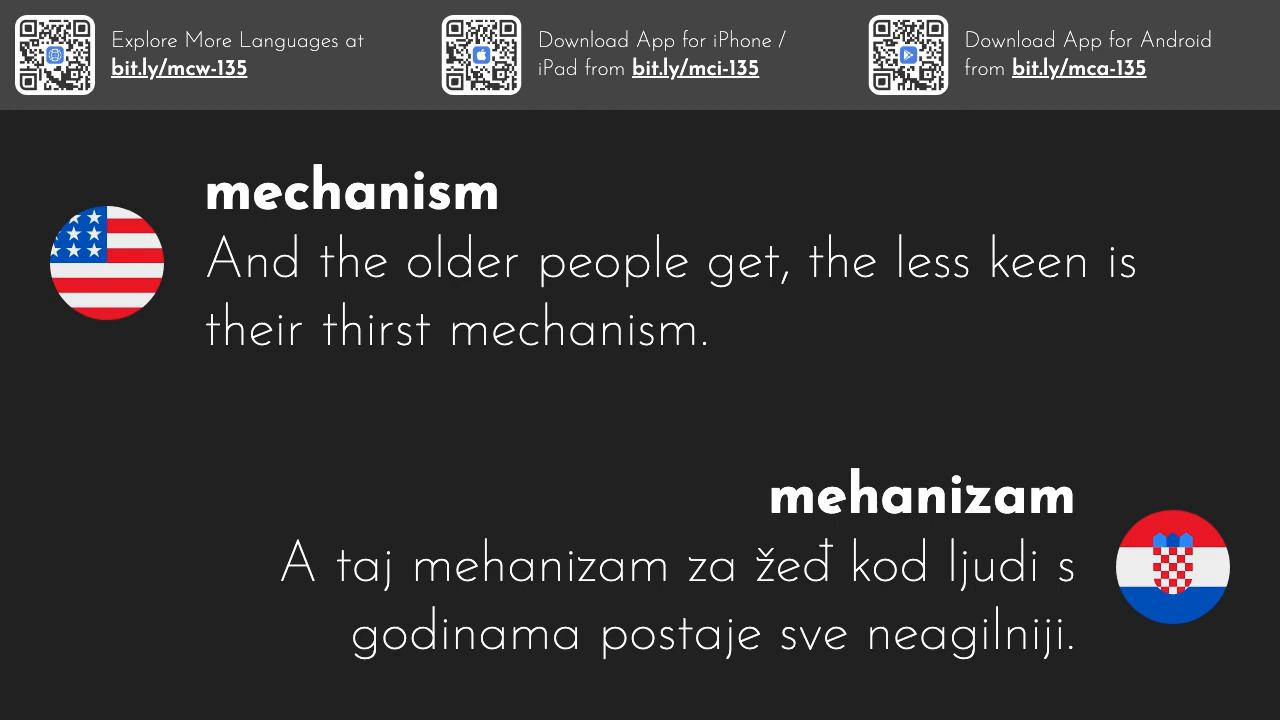 Explore More Languages at
bit.ly/mcw-135
Download App for iPhone /
iPad from bit.ly/mci-135
Download App for Android
from bit.ly/mca-135
mechanism
And the older people get, the less keen is
their thirst mechanism.
mehanizam
A taj mehanizam za žeđ kod ljudi s
godinama postaje sve neagilniji.